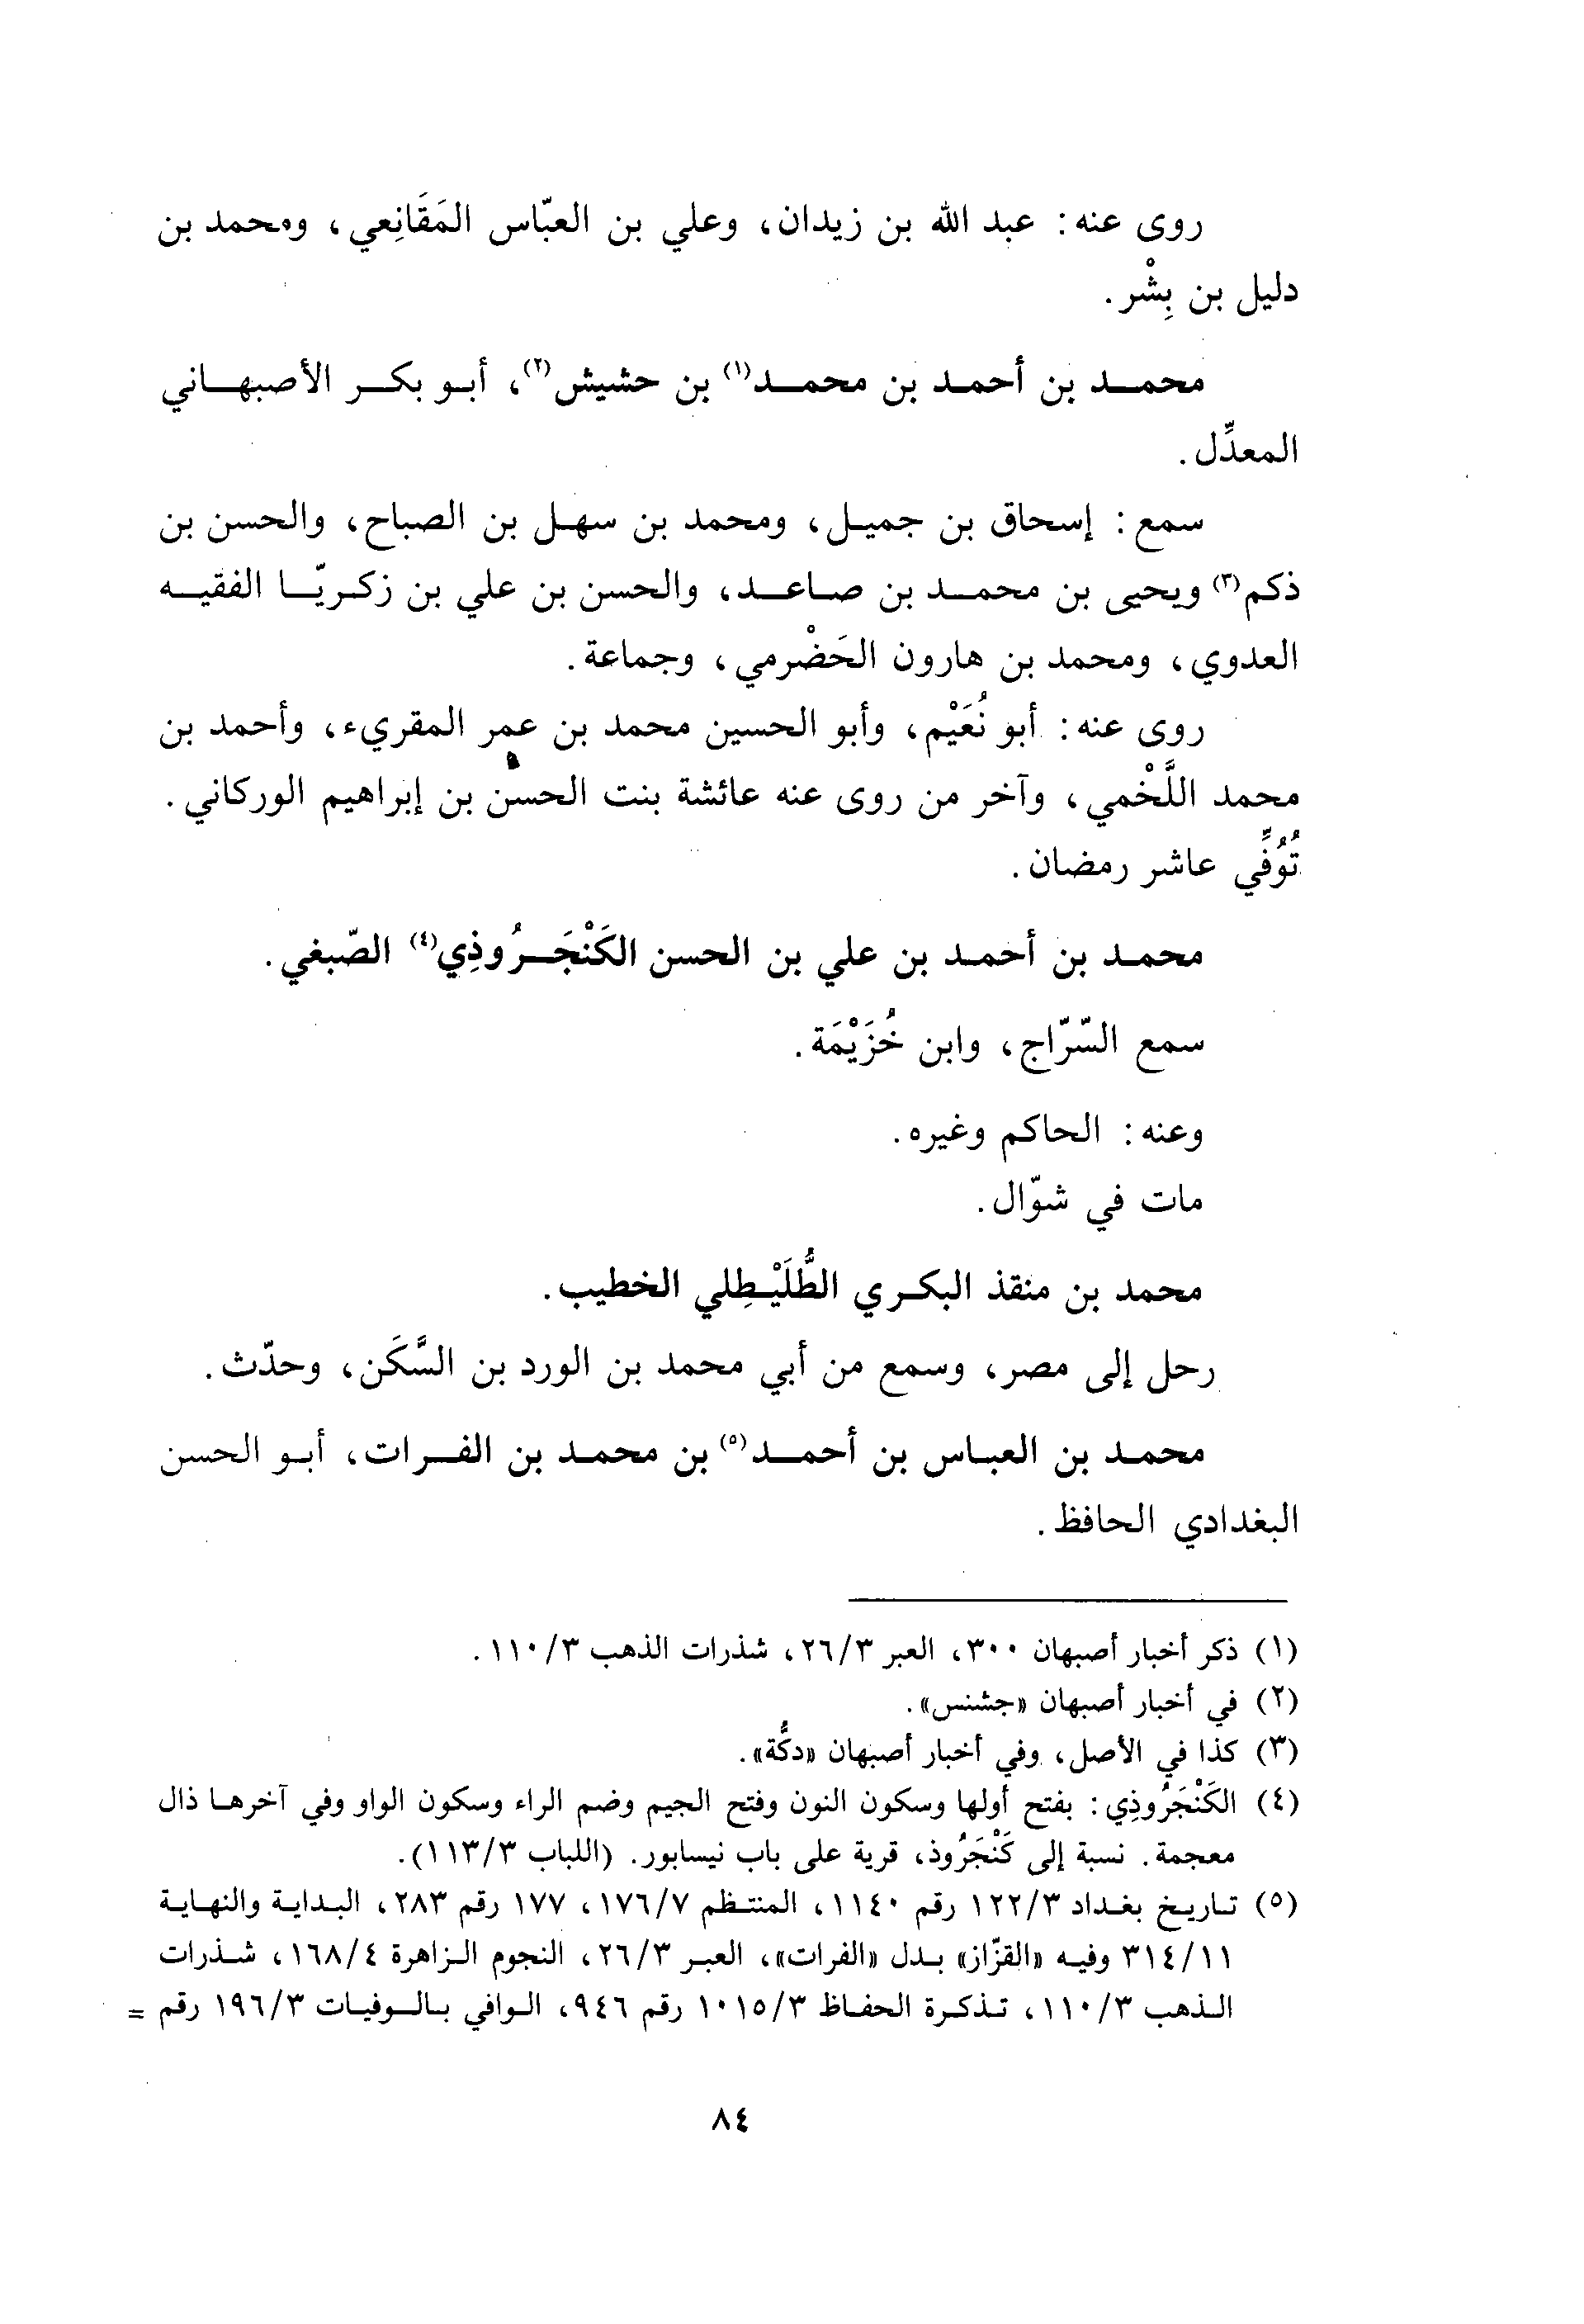 روى عنه: عبد الله بن زيدان، وعلي بن العبّاس المَقَانِعي، ومحمد بن
دليل بن بِشْر.
محمد بن أحمد بن محمد(١) بن حشيش(٢)، أبو بكر الأصبهاني
المعدِّل.
سمع: إسحاق بن جميل، ومحمد بن سهل بن الصباح، والحسن بن
ذكم(٣) ويحيى بن محمد بن صاعد، والحسن بن علي بن زكريّا الفقيه
العدوي، ومحمد بن هارون الحَضْرمي، وجماعة.
روى عنه: أبو نُعَيْم، وأبو الحسين محمد بن عمر المقريء، وأحمد بن
محمد اللَّخْمي، وآخر من روى عنه عائشة بنت الحسن بن إبراهيم الوركاني.
تُوُفِّي عاشر رمضان.
محمد بن أحمد بن علي بن الحسن الكَنْجَرُوذِي(٤) الصّبغي.
سمع السّرّاج، وابن خُزَيْمَة.
وعنه: الحاكم وغيره.
مات في شوّال.
محمد بن منقذ البكري الطُّلَيْطِلي الخطيب.
رحل إلى مصر، وسمع من أبي محمد بن الورد بن السَّكَن، وحدّث.
محمد بن العباس بن أحمد(٥) بن محمد بن الفرات، أبو الحسن
البغدادي الحافظ.
(١) ذكر أخبار أصبهان ٣٠٠، العبر ٢٦/٣، شذرات الذهب ١١٠/٣.
(٢) في أخبار أصبهان «جشنس».
(٣) كذا في الأصل، وفي أخبار أصبهان «دكُّة».
(٤) الكَنْجَرُوذِي: بفتح أولها وسكون النون وفتح الجيم وضم الراء وسكون الواو وفي آخرها ذال
معجمة. نسبة إلى كَنْجَرُوذ، قرية على باب نيسابور. (اللباب ١١٣/٣).
(٥) تاريخ بغداد ١٢٢/٣ رقم ١١٤٠، المنتظم ١٧٦/٧، ١٧٧ رقم ٢٨٣، البداية والنهاية
٣١٤/١١ وفيه «القزّاز» بدل «الفرات»، العبر ٢٦/٣، النجوم الزاهرة ١٦٨/٤، شذرات
الذهب ١١٠/٣، تذكرة الحفاظ ١٠١٥/٣ رقم ٩٤٦، الوافي بالوفيات ١٩٦/٣ رقم =
٨٤